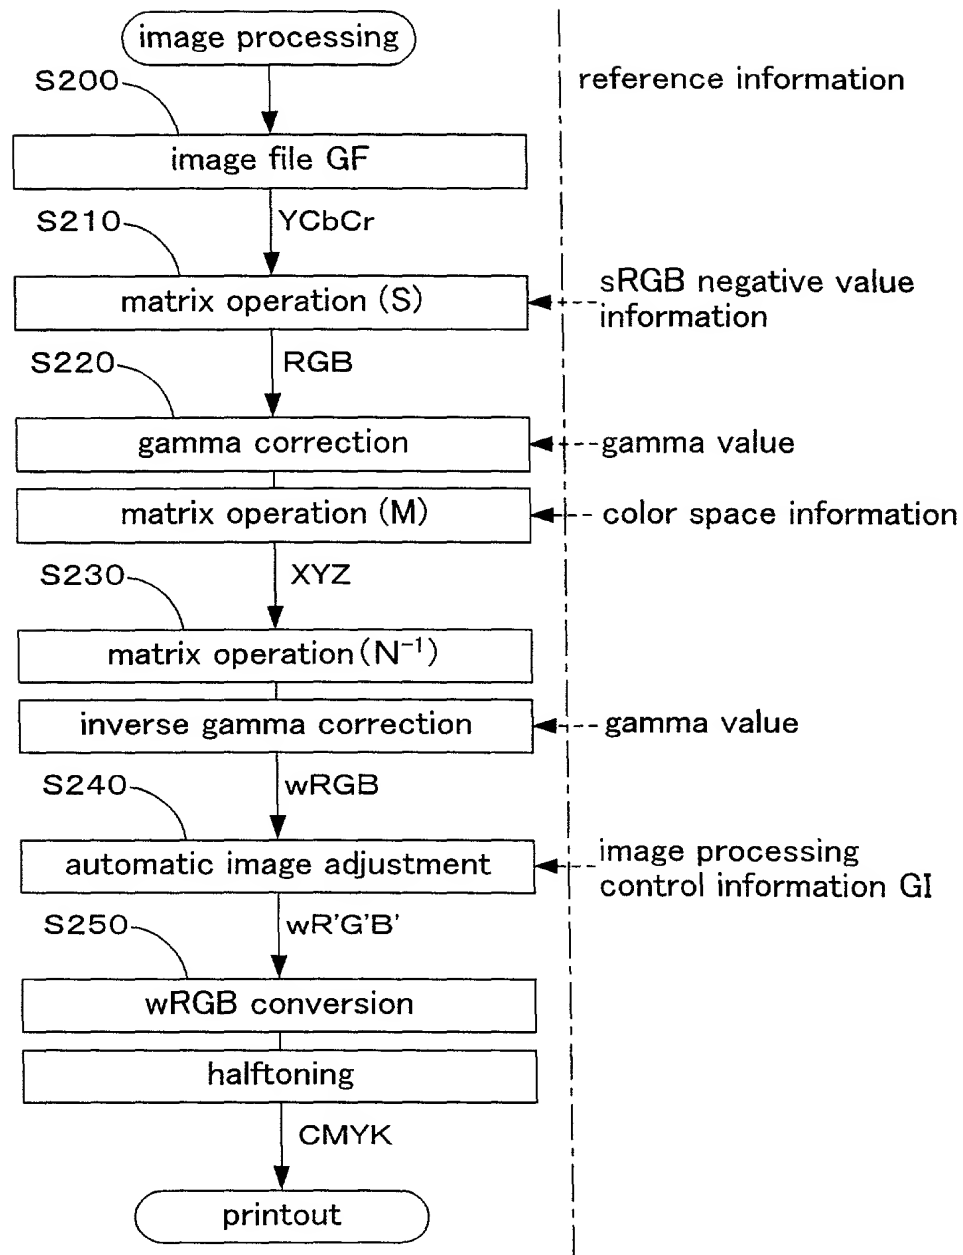 image processing
reference information
S200
image file GF
S210
YCbCr
matrix operation (S)
sRGB negative value
information
S220
RGB
gamma correction
gamma value
matrix operation (M)
color space information
S230
XYZ
matrix operation (N⁻¹)
inverse gamma correction
gamma value
S240
wRGB
automatic image adjustment
image processing
control information GI
S250
wR'G'B'
wRGB conversion
halftoning
CMYK
printout